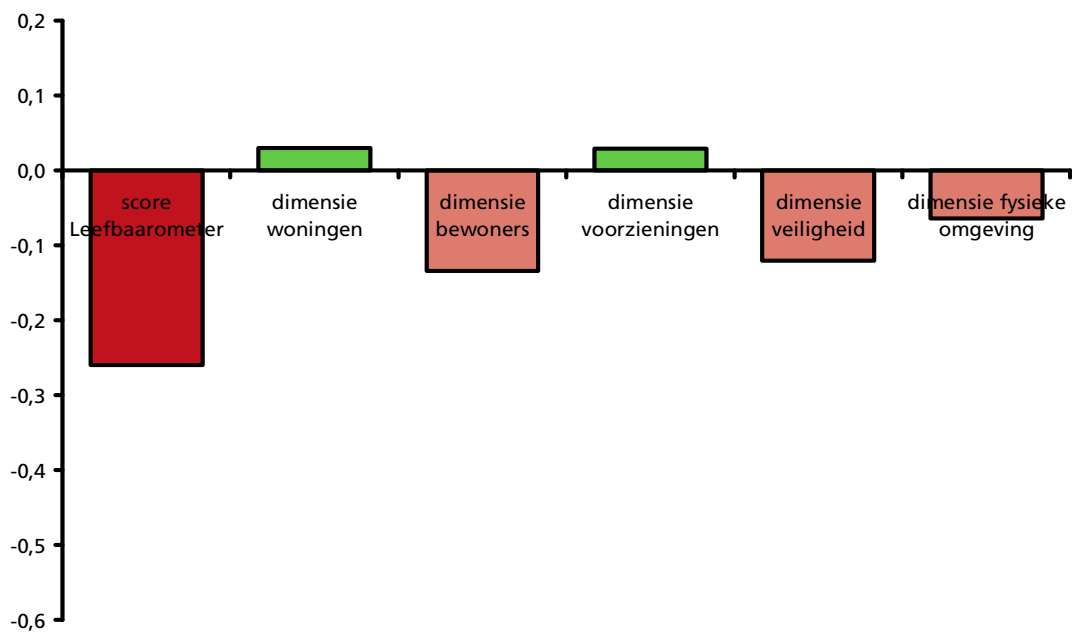 0,2
0,1
0,0
-0,1
-0,2
-0,3
-0,4
-0,5
-0,6
score
Leefbaarometer
dimensie
woningen
dimensie
bewoners
dimensie
voorzieningen
dimensie
veiligheid
dimensie fysieke
omgeving